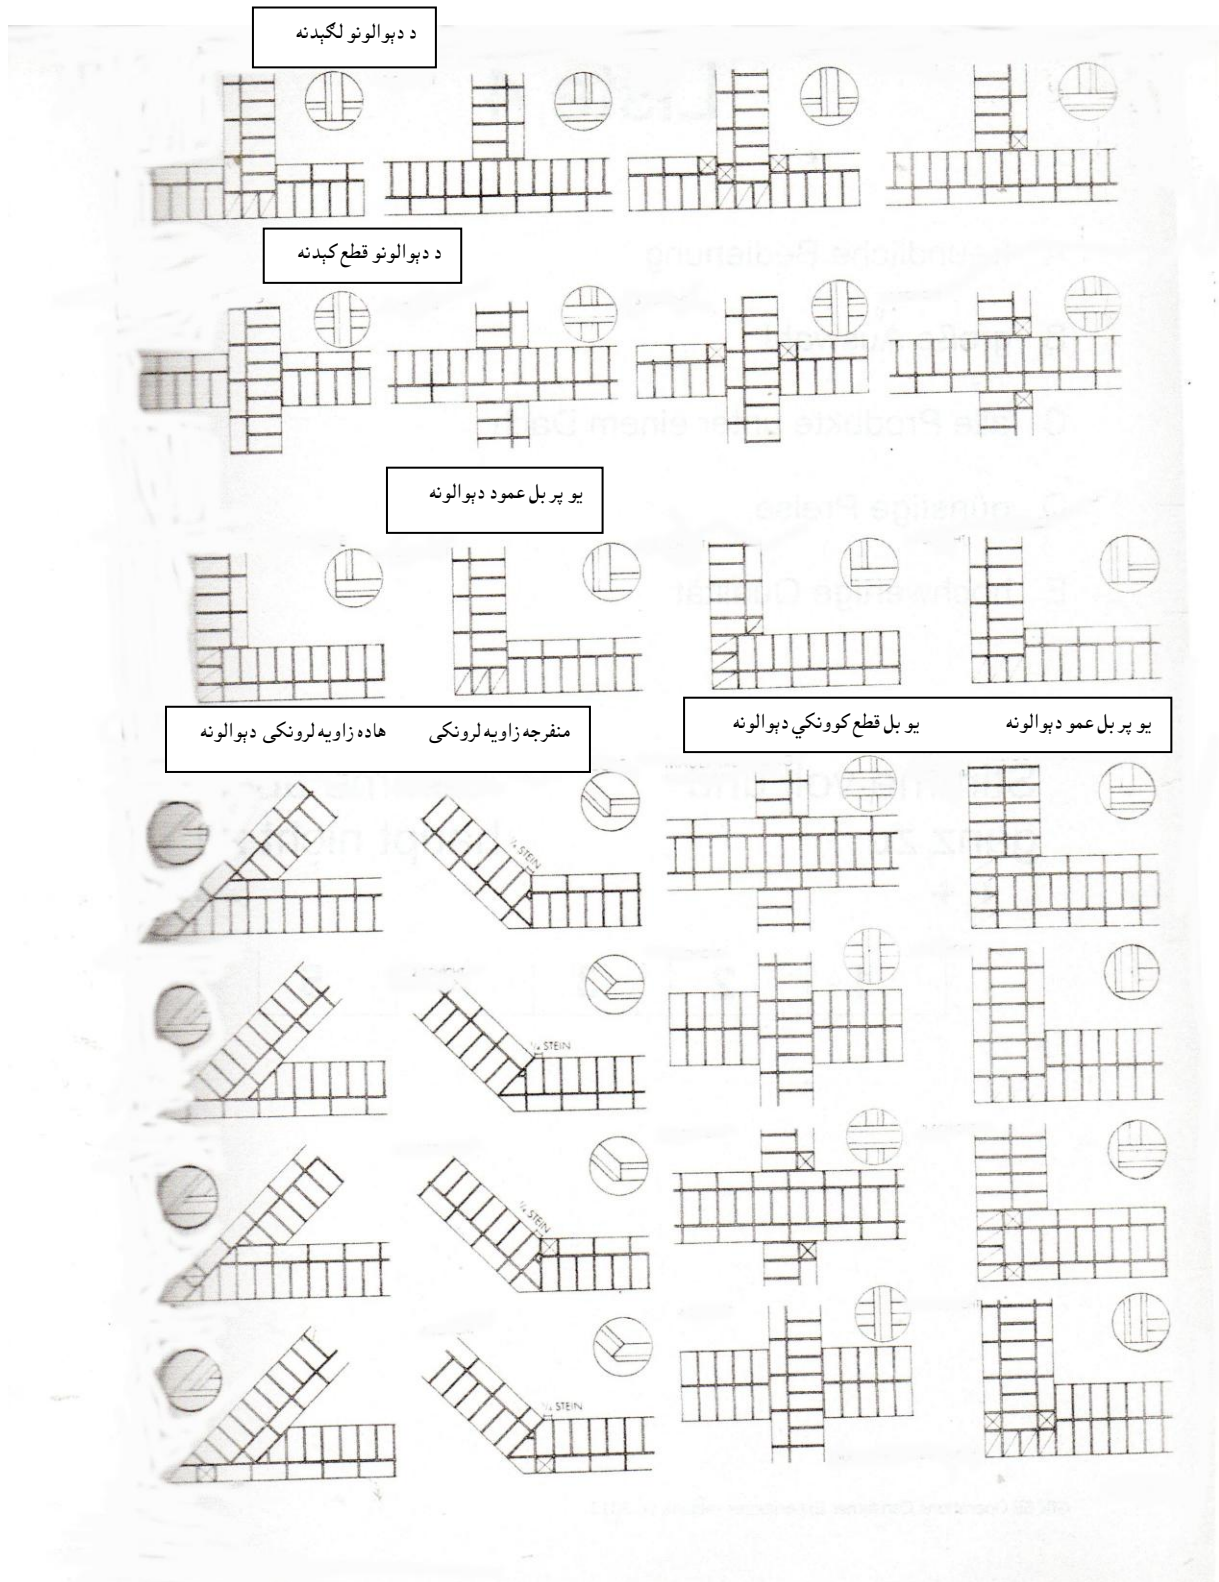 د دېوالونو لګېدنه
د دېوالونو قطع کېدنه
یو پر بل عمود دېوالونه
هاده زاویه لرونکی دېوالونه
منفرجه زاویه لرونکی
یو بل قطع کوونکي دېوالونه
یو پر بل عمو دېوالونه
¼ STEIN
¼ STEIN
¼ STEIN
¼ STEIN